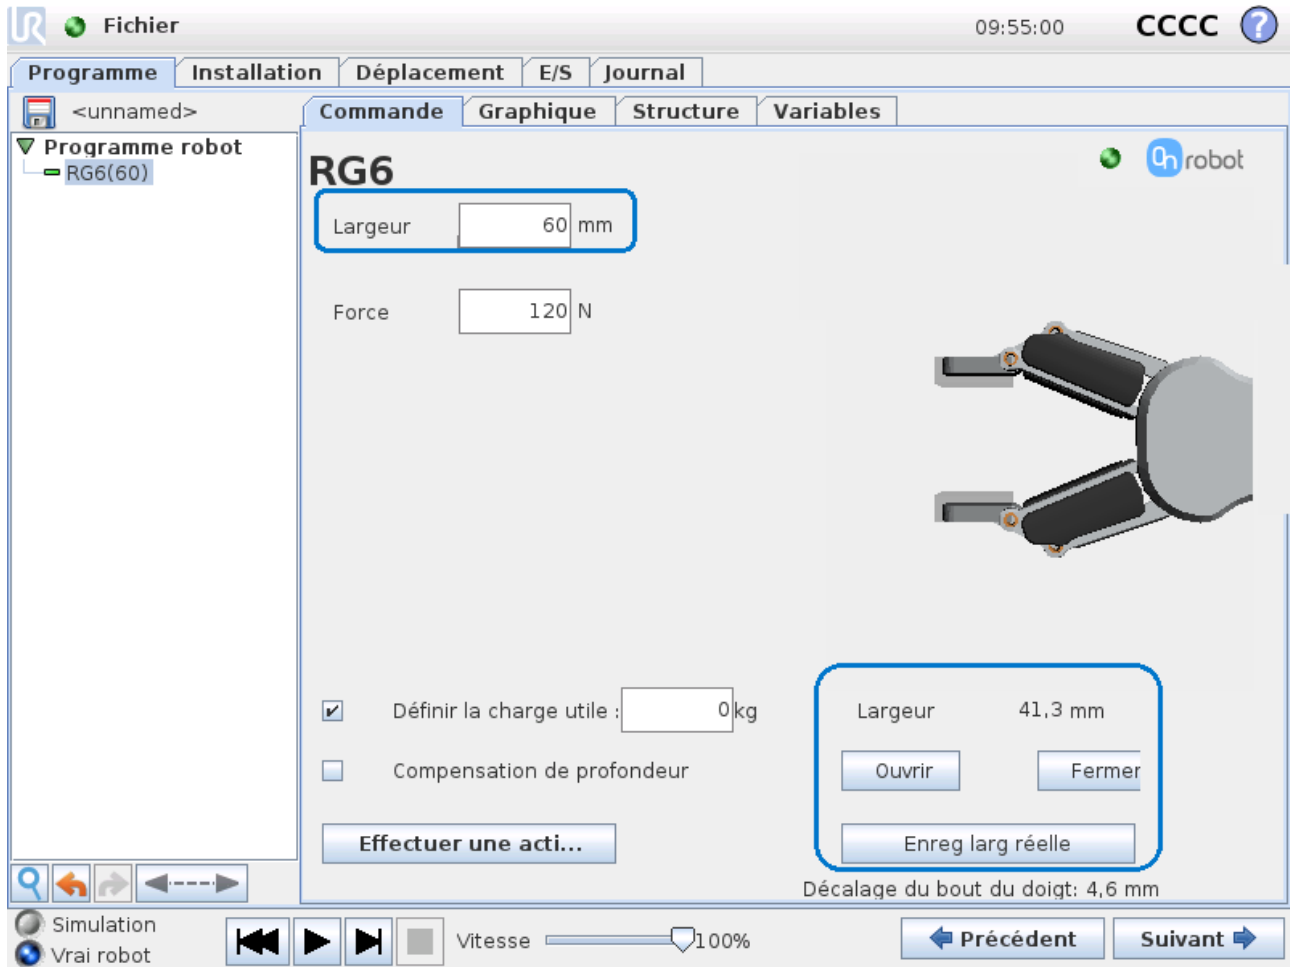 UR Fichier 09:55:00 CCCC ?
Programme Installation Déplacement E/S Journal
<unnamed> Commande Graphique Structure Variables
Programme robot
RG6(60)
RG6 On robot
Largeur 60 mm
Force 120 N
Définir la charge utile : 0 kg Largeur 41,3 mm
Compensation de profondeur Ouvrir Fermer
Effectuer une acti... Enreg larg réelle
Décalage du bout du doigt: 4,6 mm
Simulation
Vrai robot Vitesse 100% Précédent Suivant